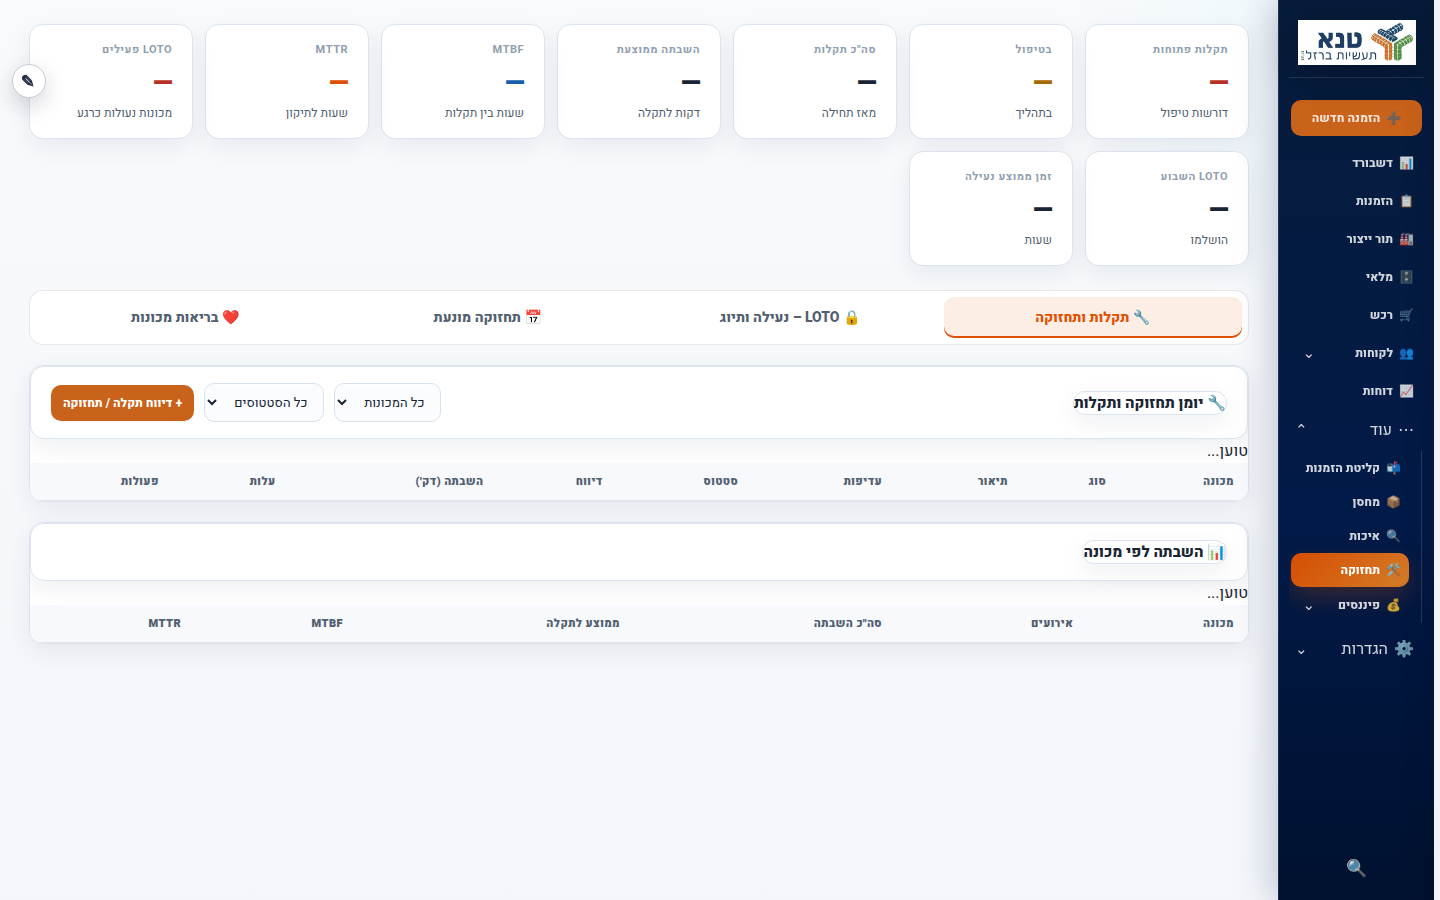 טנא
תעשיות ברזל
➕ הזמנה חדשה
📊 דשבורד
📋 הזמנות
🏭 תור ייצור
🗄️ מלאי
🛒 רכש
👥 לקוחות
📈 דוחות
⋯ עוד
📬 קליטת הזמנות
📦 מחסן
🔍 איכות
🛠️ תחזוקה
💰 פיננסים
⚙️ הגדרות
🔍
תקלות פתוחות
—
דורשות טיפול
בטיפול
—
בתהליך
סה"כ תקלות
—
מאז תחילה
השבתה ממוצעת
—
דקות לתקלה
MTBF
—
שעות בין תקלות
MTTR
—
שעות לתיקון
LOTO פעילים
—
מכונות נעולות כרגע
LOTO השבוע
—
הושלמו
זמן ממוצע נעילה
—
שעות
🔧 תקלות ותחזוקה
🔒 LOTO – נעילה ותיוג
📅 תחזוקה מונעת
❤️ בריאות מכונות
🔧 יומן תחזוקה ותקלות
כל המכונות
כל הסטטוסים
+ דיווח תקלה / תחזוקה
טוען...
מכונה סוג תיאור עדיפות סטטוס דיווח השבתה (דק') עלות פעולות
📊 השבתה לפי מכונה
טוען...
מכונה אירועים סה"כ השבתה ממוצע לתקלה MTBF MTTR